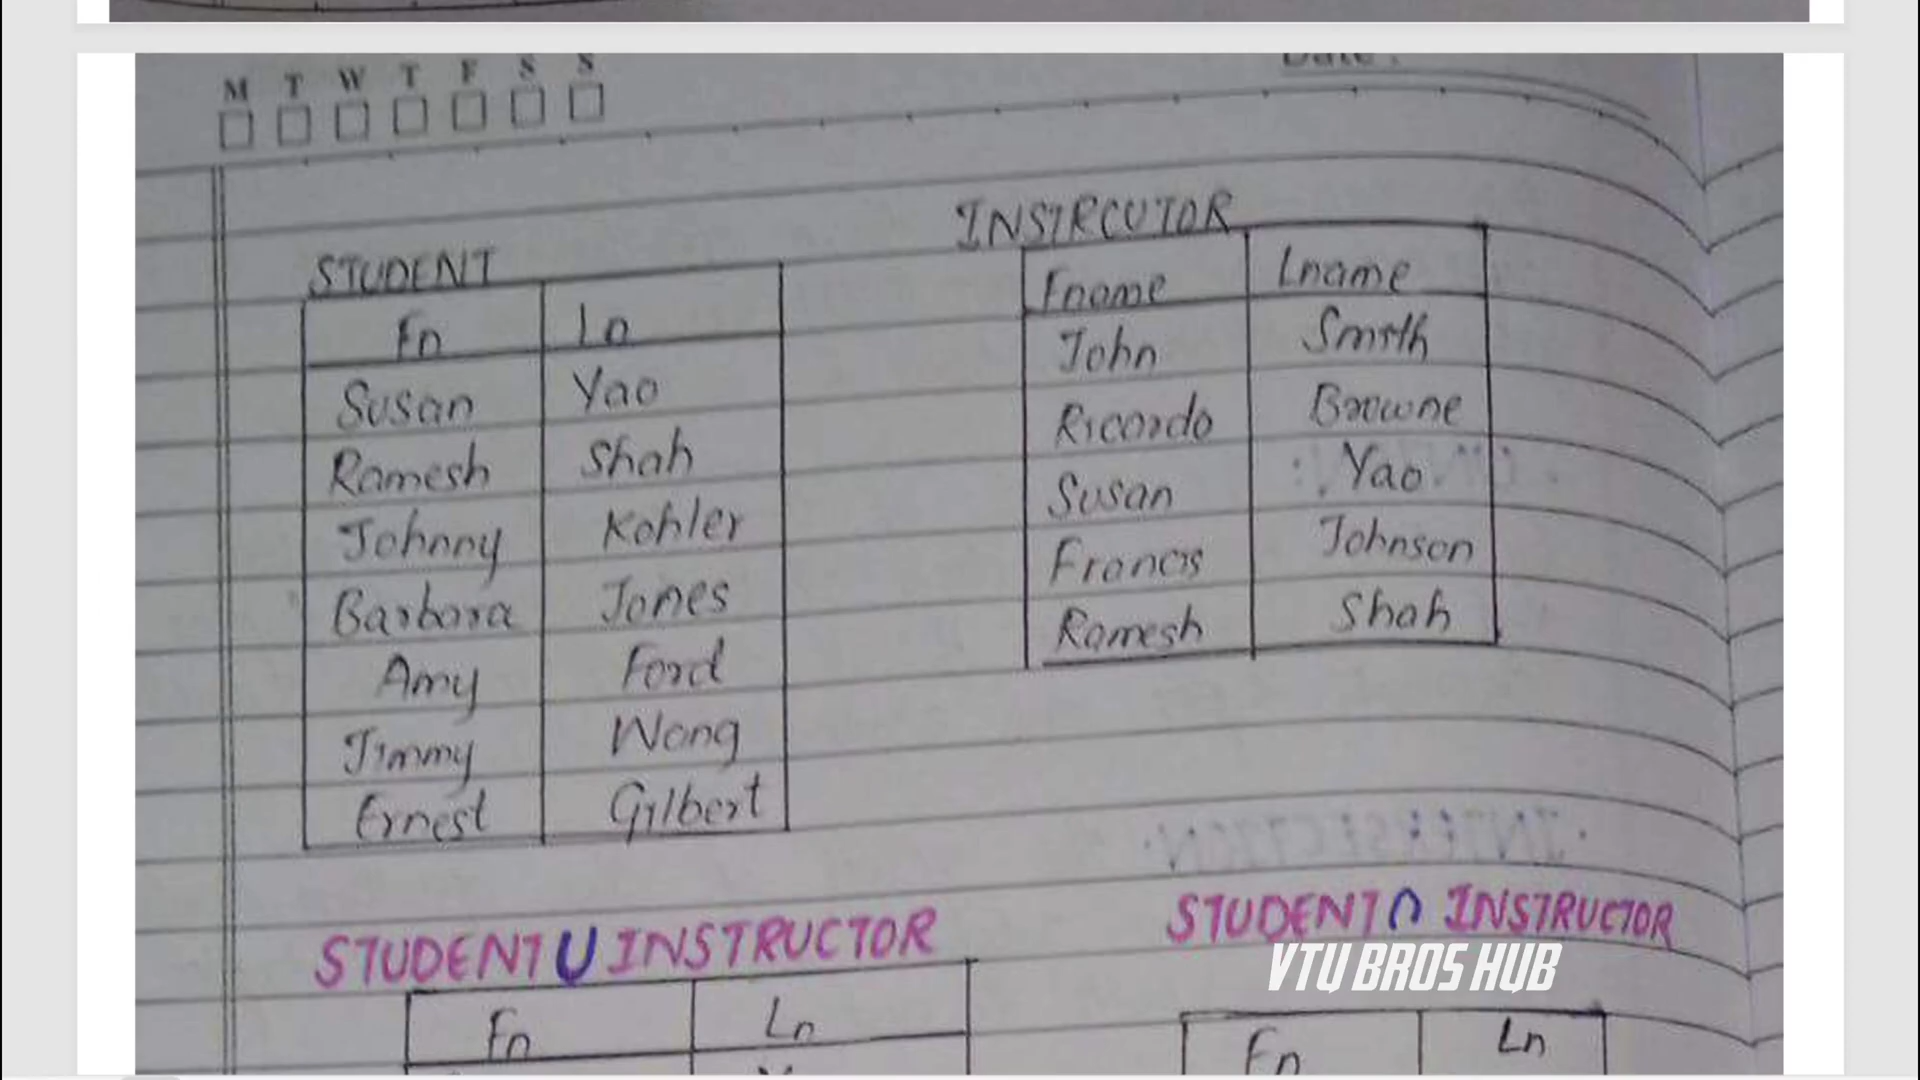 M T W T F S S
Date :
STUDENT
Fn Ln
Susan Yao
Ramesh Shah
Johnny Kohler
Barbara Jones
Amy Ford
Jimmy Wong
Ernest Gilbert
INSTRCUTOR
Fname Lname
John Smith
Ricardo Browne
Susan Yao
Francis Johnson
Ramesh Shah
STUDENT U INSTRUCTOR
Fn Ln
STUDENT ∩ INSTRUCTOR
VTU BROS HUB
Fn Ln